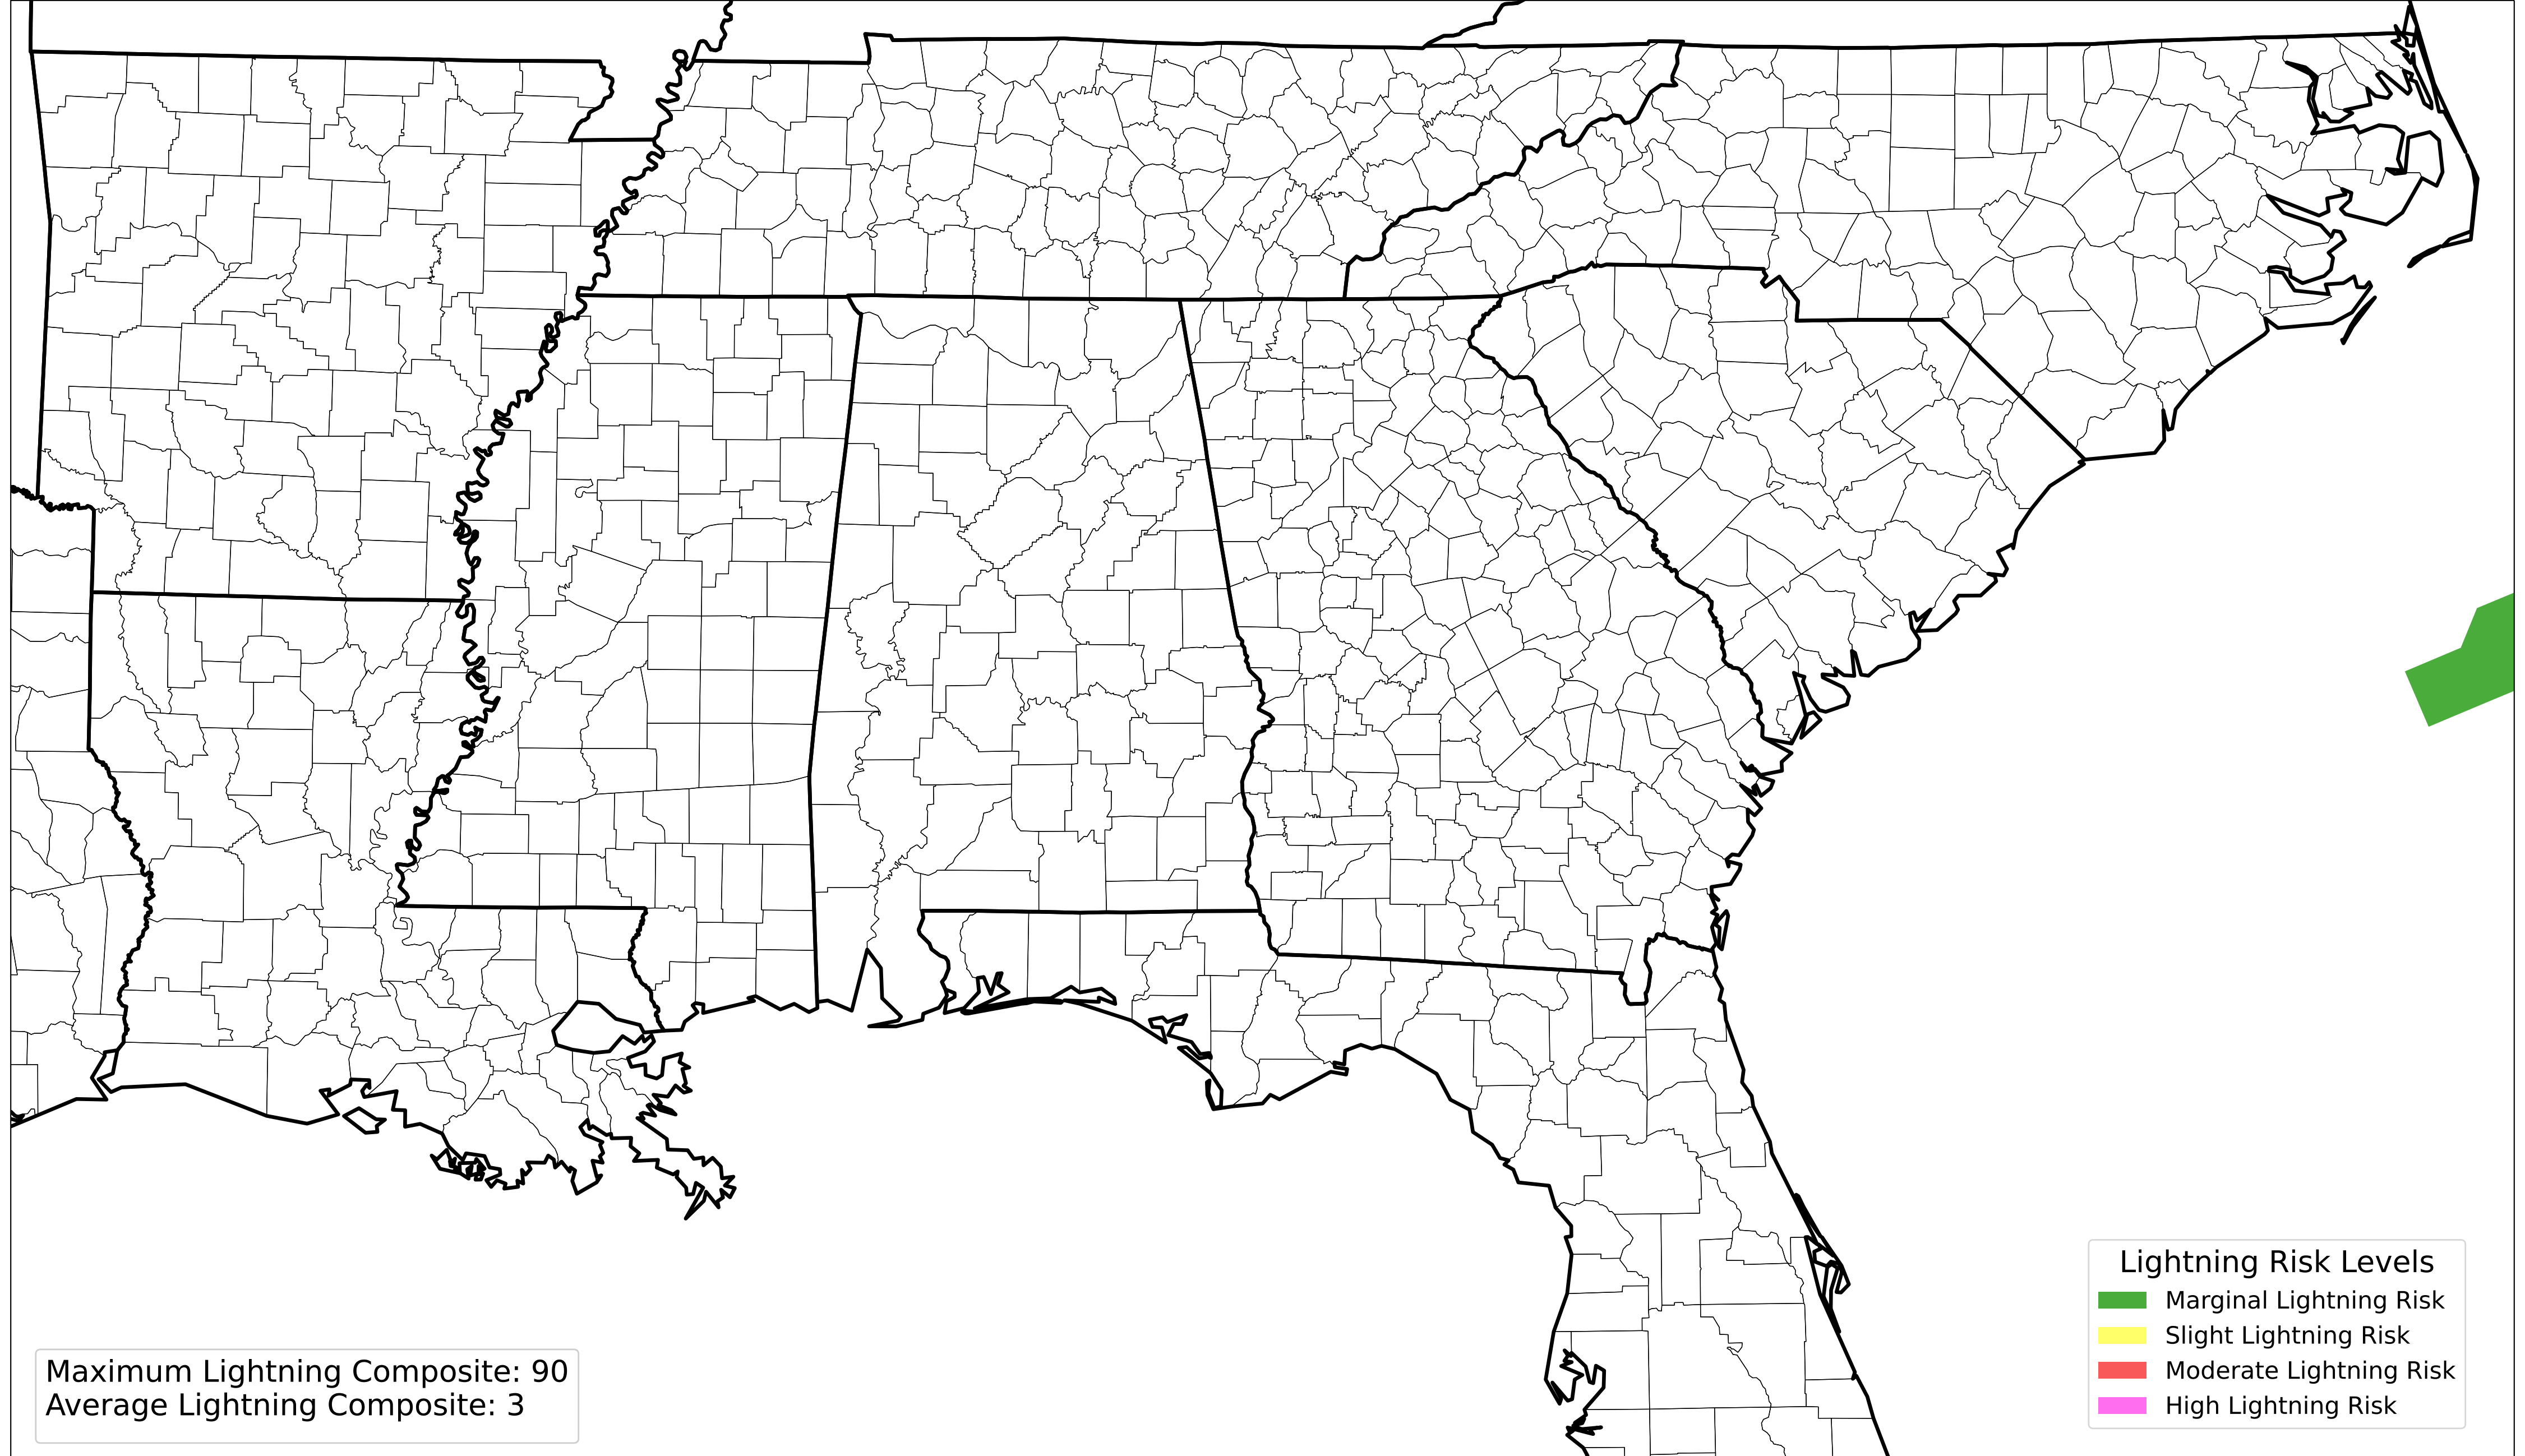 Maximum Lightning Composite: 90
Average Lightning Composite: 3
Lightning Risk Levels
Marginal Lightning Risk
Slight Lightning Risk
Moderate Lightning Risk
High Lightning Risk